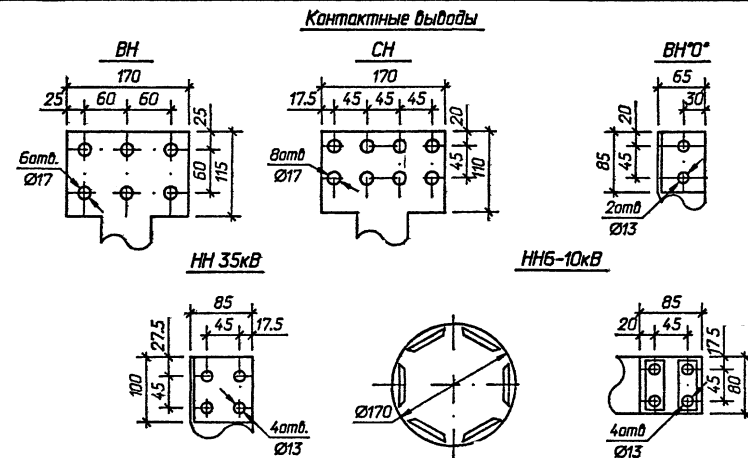 Контактные выводы
ВН
170
25 60 60
25
60
115
6отв.
Ø17
СН
170
17.5 45 45 45
20
45
110
8отв
Ø17
ВН"О"
65
30
20
45
85
2отв
Ø13
НН 35кВ
85
45 17.5
27.5
45
100
4отв.
Ø13
НН6-10кВ
Ø170
85
20 45
17.5
45
80
4отв
Ø13